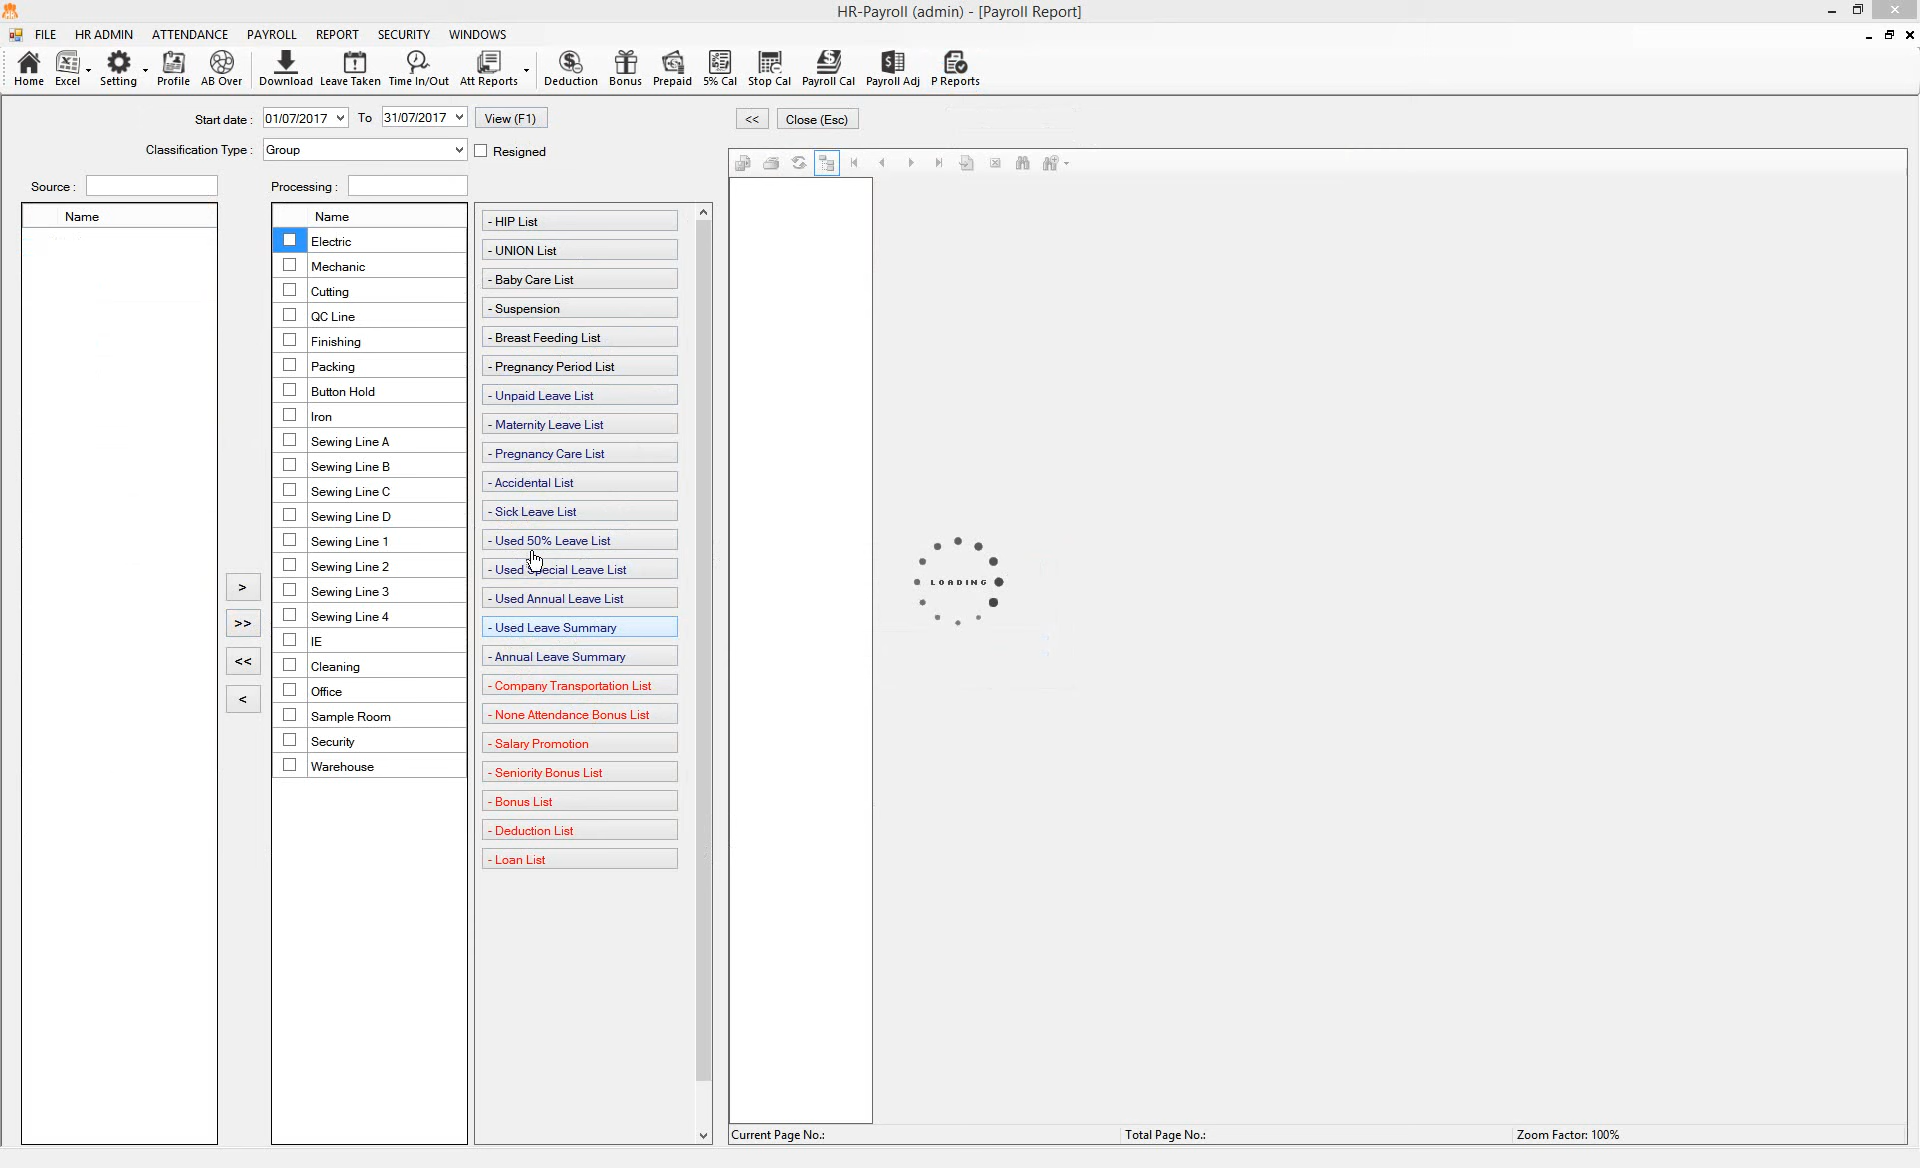 HR-Payroll (admin) - [Payroll Report]
FILE HR ADMIN ATTENDANCE PAYROLL REPORT SECURITY WINDOWS
Home Excel Setting Profile AB Over Download Leave Taken Time In/Out Att Reports Deduction Bonus Prepaid 5% Cal Stop Cal Payroll Cal Payroll Adj P Reports
Start date : 01/07/2017 To 31/07/2017 View (F1) << Close (Esc)
Classification Type : Group Resigned
Source : Processing :
Name
Name
Electric
Mechanic
Cutting
QC Line
Finishing
Packing
Button Hold
Iron
Sewing Line A
Sewing Line B
Sewing Line C
Sewing Line D
Sewing Line 1
Sewing Line 2
Sewing Line 3
Sewing Line 4
IE
Cleaning
Office
Sample Room
Security
Warehouse
>
>>
<<
<
- HIP List
- UNION List
- Baby Care List
- Suspension
- Breast Feeding List
- Pregnancy Period List
- Unpaid Leave List
- Maternity Leave List
- Pregnancy Care List
- Accidental List
- Sick Leave List
- Used 50% Leave List
- Used Special Leave List
- Used Annual Leave List
- Used Leave Summary
- Annual Leave Summary
- Company Transportation List
- None Attendance Bonus List
- Salary Promotion
- Seniority Bonus List
- Bonus List
- Deduction List
- Loan List
LOADING
Current Page No.: Total Page No.: Zoom Factor: 100%